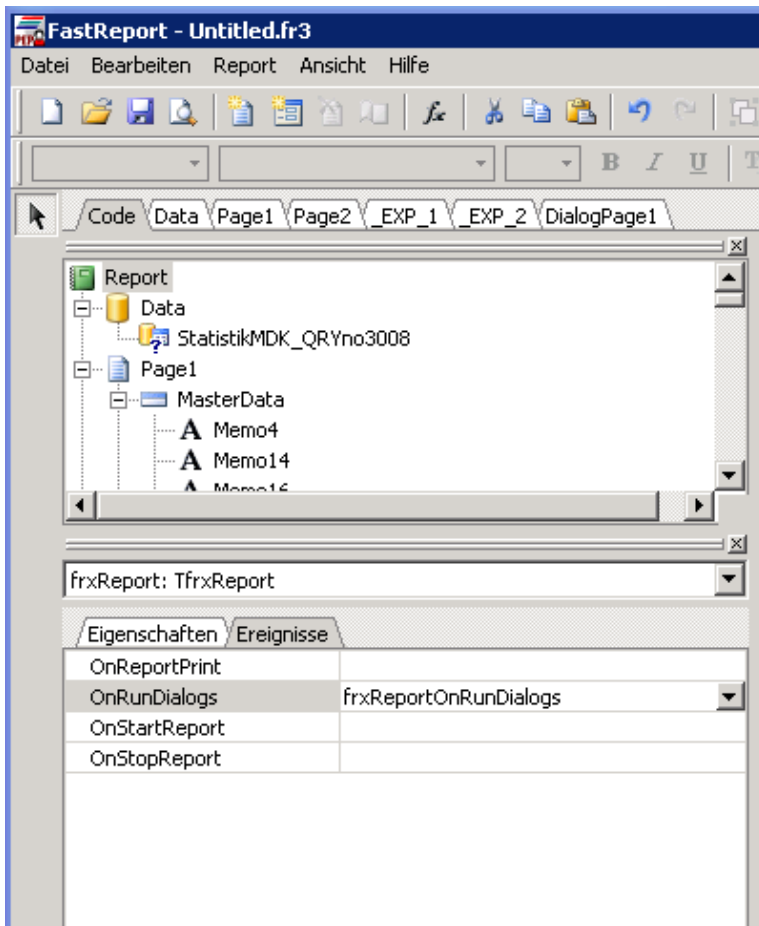 FastReport - Untitled.fr3
Datei Bearbeiten Report Ansicht Hilfe
B I U T
Code Data Page1 Page2 _EXP_1 _EXP_2 DialogPage1
Report
Data
StatistikMDK_QRYno3008
Page1
MasterData
A Memo4
A Memo14
A Memo16
frxReport: TfrxReport
Eigenschaften Ereignisse
OnReportPrint
OnRunDialogs frxReportOnRunDialogs
OnStartReport
OnStopReport